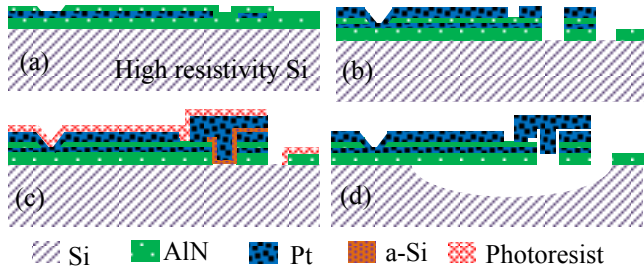 (a)
High resistivity Si
(b)
(c)
(d)
Si
AlN
Pt
a-Si
Photoresist